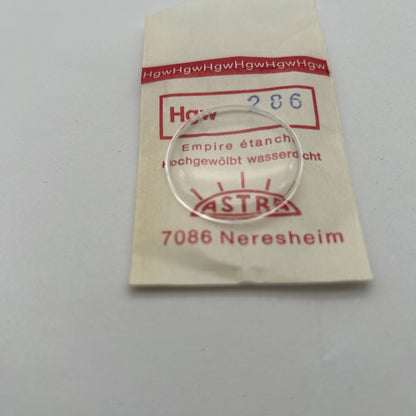 HgwHgwHgwHgwHgwHgw
Hgw 286
Empire étanche
Hochgewölbt wasserdicht
ASTRA
7086 Neresheim